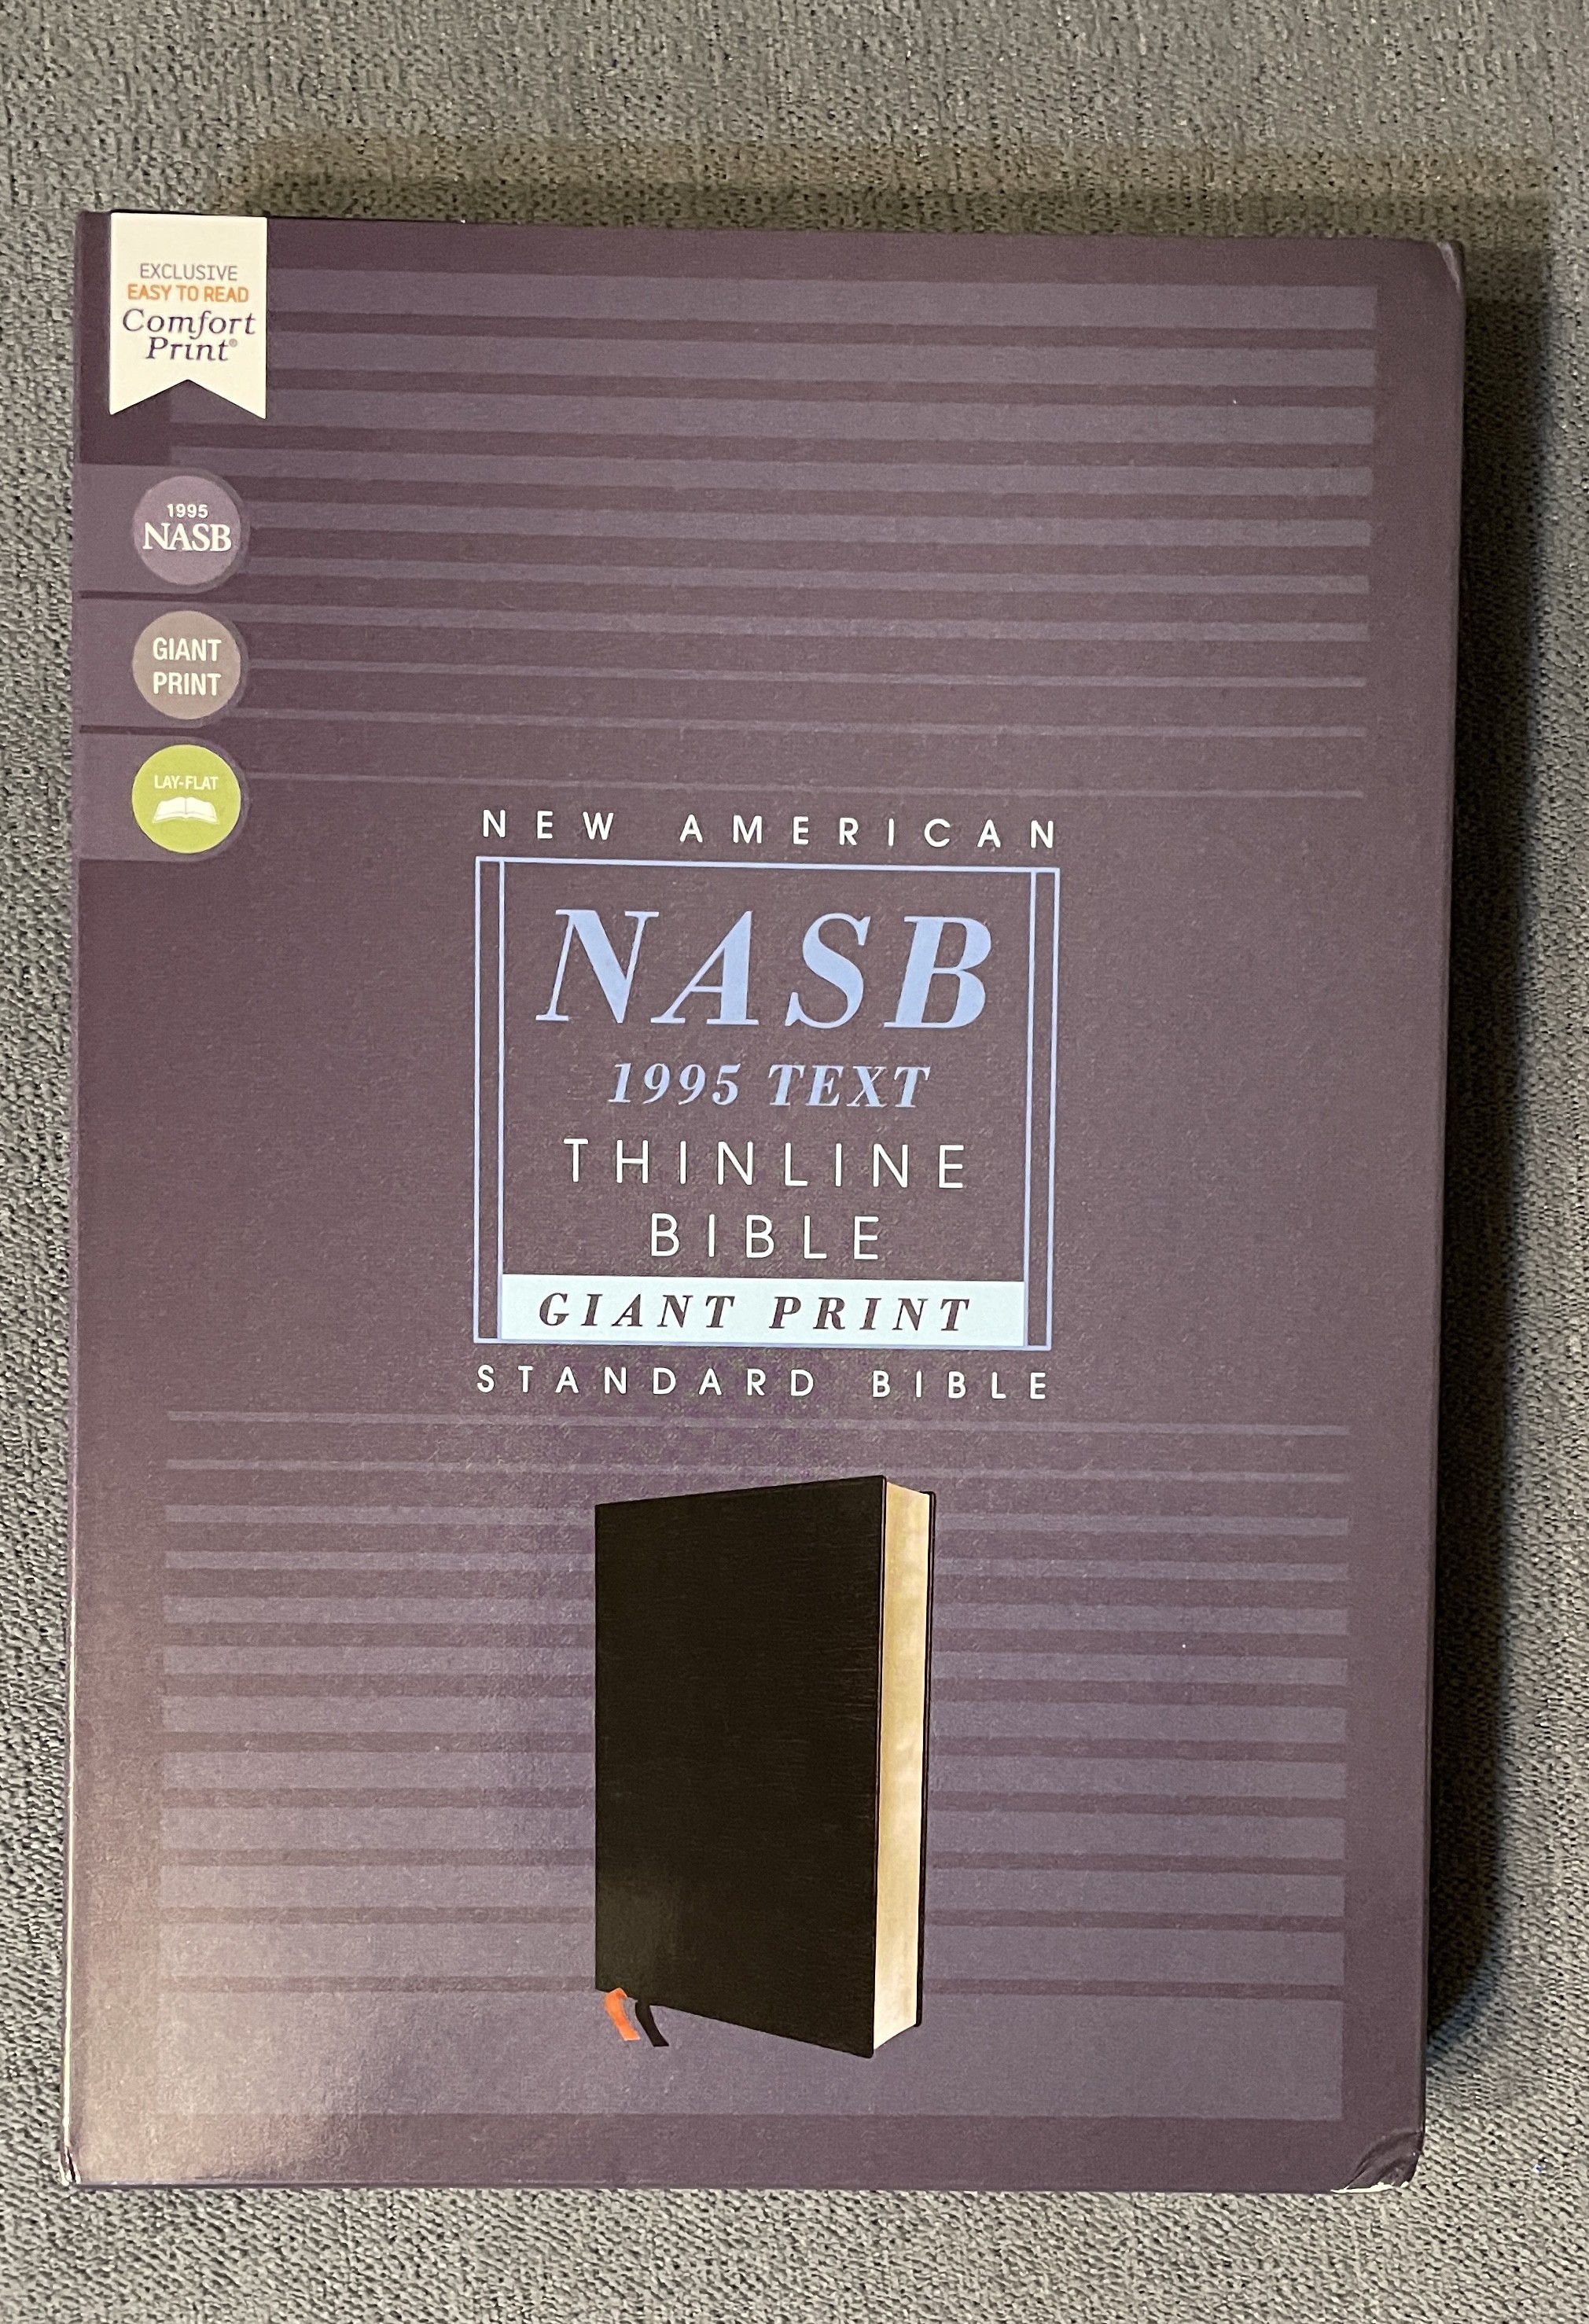 EXCLUSIVE
EASY TO READ
Comfort
Print®
1995
NASB
GIANT
PRINT
LAY-FLAT
NEW AMERICAN
NASB
1995 TEXT
THINLINE
BIBLE
GIANT PRINT
STANDARD BIBLE